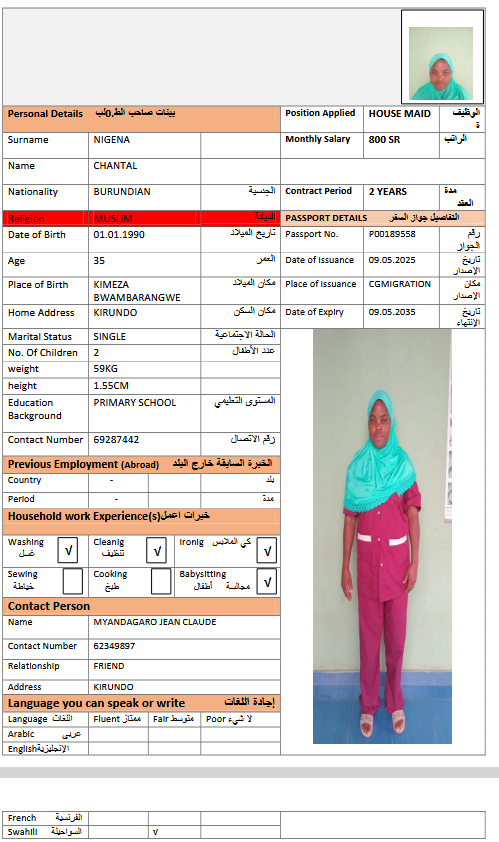 Personal Details بيانات صاحب الطلب
Position Applied HOUSE MAID الوظيفة
Surname NIGENA
Monthly Salary 800 SR الراتب
Name CHANTAL
Nationality BURUNDIAN الجنسية
Contract Period 2 YEARS مدة العقد
Religion MUSLIM الديانة
PASSPORT DETAILS التفاصيل جواز السفر
Date of Birth 01.01.1990 تاريخ الميلاد
Passport No. P00189558 رقم الجواز
Age 35 العمر
Date of Issuance 09.05.2025 تاريخ الإصدار
Place of Birth KIMEZA BWAMBARANGWE مكان الميلاد
Place of Issuance CGMIGRATION مكان الإصدار
Home Address KIRUNDO مكان السكن
Date of Expiry 09.05.2035 تاريخ الإنتهاء
Marital Status SINGLE الحالة الاجتماعية
No. Of Children 2 عدد الأطفال
weight 59KG
height 1.55CM
Education Background PRIMARY SCHOOL المستوى التعليمي
Contact Number 69287442 رقم الاتصال
Previous Employment (Abroad) الخبرة السابقة خارج البلد
Country - بلد
Period - مدة
Household work Experience(s) خبرات اعمل
Washing غسل √ Cleanig تنظيف √ Ironig كي الملابس √
Sewing خياطة Cooking طبخ Babysitting مجالسة أطفال √
Contact Person
Name MYANDAGARO JEAN CLAUDE
Contact Number 62349897
Relationship FRIEND
Address KIRUNDO
Language you can speak or write إجادة اللغات
Language اللغات Fluent ممتاز Fair متوسط Poor لا شيء
Arabic عربى
English الإنجليزية
French الفرنسية
Swahili السواحيلة √